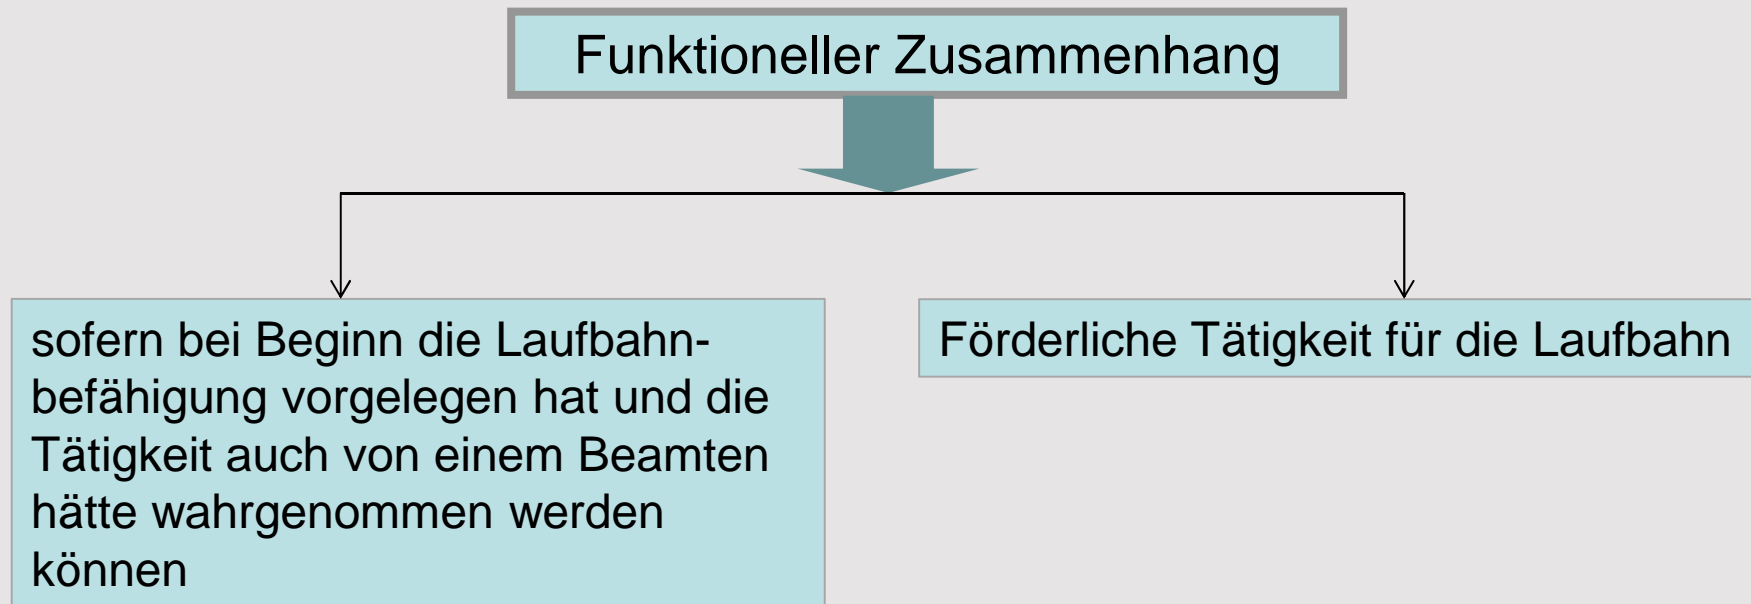 Funktioneller Zusammenhang
sofern bei Beginn die Laufbahn-
befähigung vorgelegen hat und die
Tätigkeit auch von einem Beamten
hätte wahrgenommen werden
können
Förderliche Tätigkeit für die Laufbahn